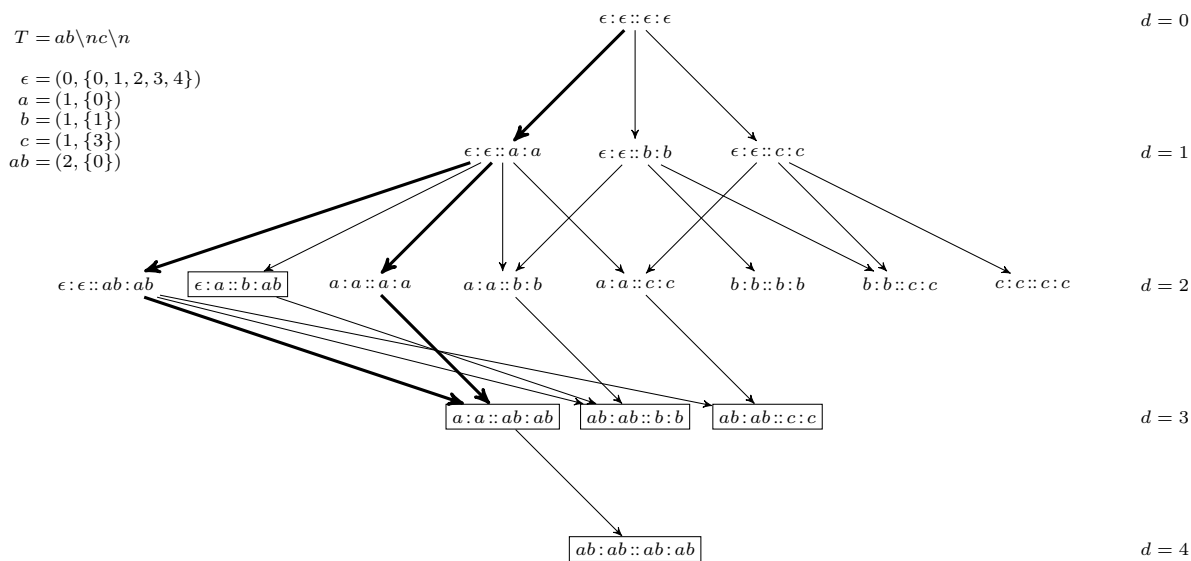 ϵ : ϵ :: ϵ : ϵ d = 0
T = ab\nc\n
ϵ = (0, {0, 1, 2, 3, 4})
a = (1, {0})
b = (1, {1})
c = (1, {3})
ab = (2, {0})
ϵ : ϵ :: a : a ϵ : ϵ :: b : b ϵ : ϵ :: c : c d = 1
ϵ : ϵ :: ab : ab ϵ : a :: b : ab a : a :: a : a a : a :: b : b a : a :: c : c b : b :: b : b b : b :: c : c c : c :: c : c d = 2
a : a :: ab : ab ab : ab :: b : b ab : ab :: c : c d = 3
ab : ab :: ab : ab d = 4